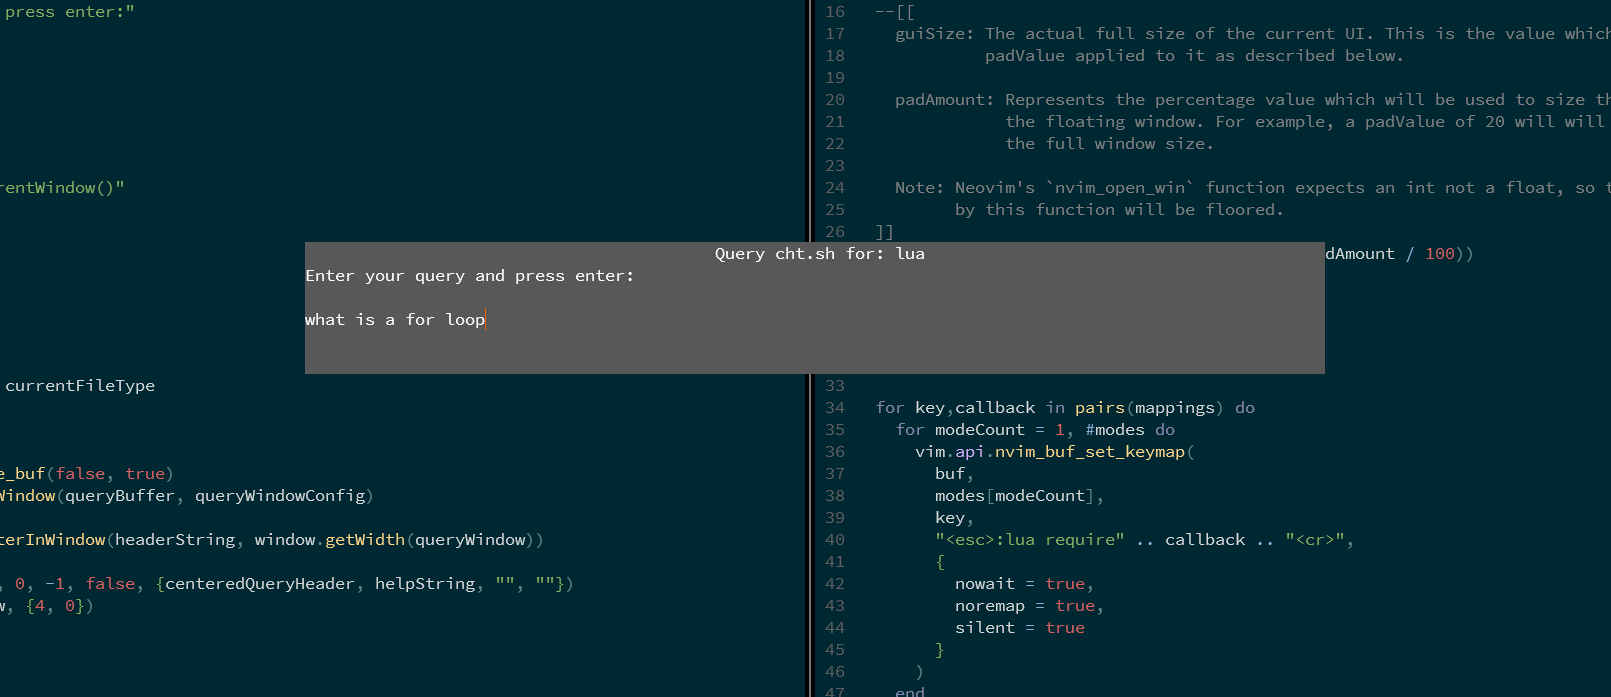 press enter:"
rentWindow()"
currentFileType
e_buf(false, true)
Window(queryBuffer, queryWindowConfig)
terInWindow(headerString, window.getWidth(queryWindow))
, 0, -1, false, {centeredQueryHeader, helpString, "", ""})
w, {4, 0})
Query cht.sh for: lua
Enter your query and press enter:
what is a for loop
16 --[[
17 guiSize: The actual full size of the current UI. This is the value which
18 padValue applied to it as described below.
19
20 padAmount: Represents the percentage value which will be used to size th
21 the floating window. For example, a padValue of 20 will will
22 the full window size.
23
24 Note: Neovim's `nvim_open_win` function expects an int not a float, so t
25 by this function will be floored.
26 ]]
dAmount / 100))
33
34 for key,callback in pairs(mappings) do
35 for modeCount = 1, #modes do
36 vim.api.nvim_buf_set_keymap(
37 buf,
38 modes[modeCount],
39 key,
40 "<esc>:lua require" .. callback .. "<cr>",
41 {
42 nowait = true,
43 noremap = true,
44 silent = true
45 }
46 )
47 end